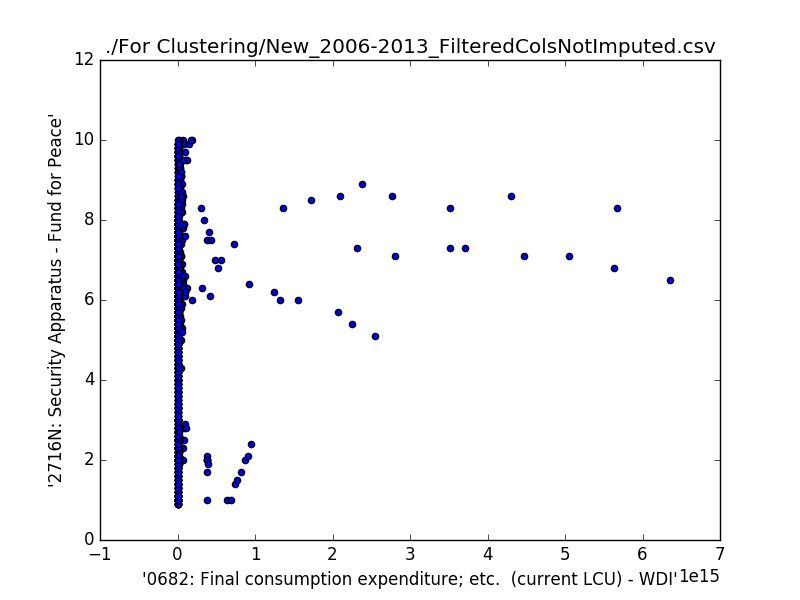 ./For Clustering/New_2006-2013_FilteredColsNotImputed.csv
12
10
8
6
4
2
0
'2716N: Security Apparatus - Fund for Peace'
−1 0 1 2 3 4 5 6 7
1e15
'0682: Final consumption expenditure; etc.  (current LCU) - WDI'